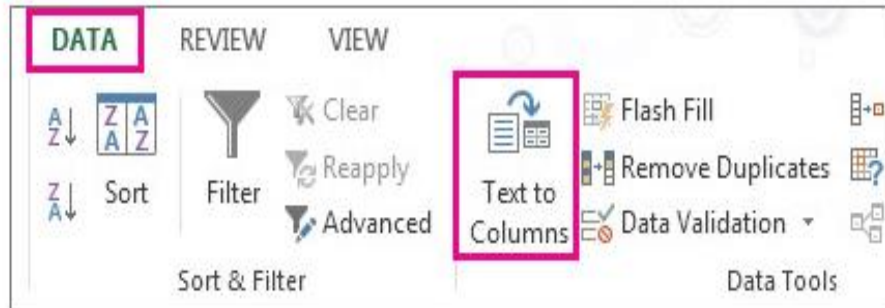 DATA REVIEW VIEW
Clear
Flash Fill
Reapply
Remove Duplicates
Sort
Filter
Text to
Columns
Advanced
Data Validation
Sort & Filter
Data Tools